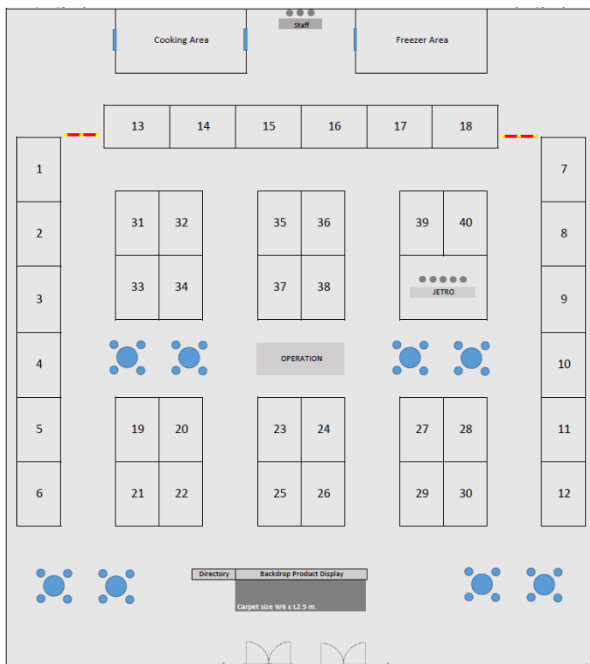 Staff
Cooking Area
Freezer Area
13 14 15 16 17 18
1
7
2
31 32
35 36
39 40
8
3
33 34
37 38
JETRO
9
4
OPERATION
10
5
19 20
23 24
27 28
11
6
21 22
25 26
29 30
12
Directory
Backdrop Product Display
Carpet size W6 x L2.5 m.